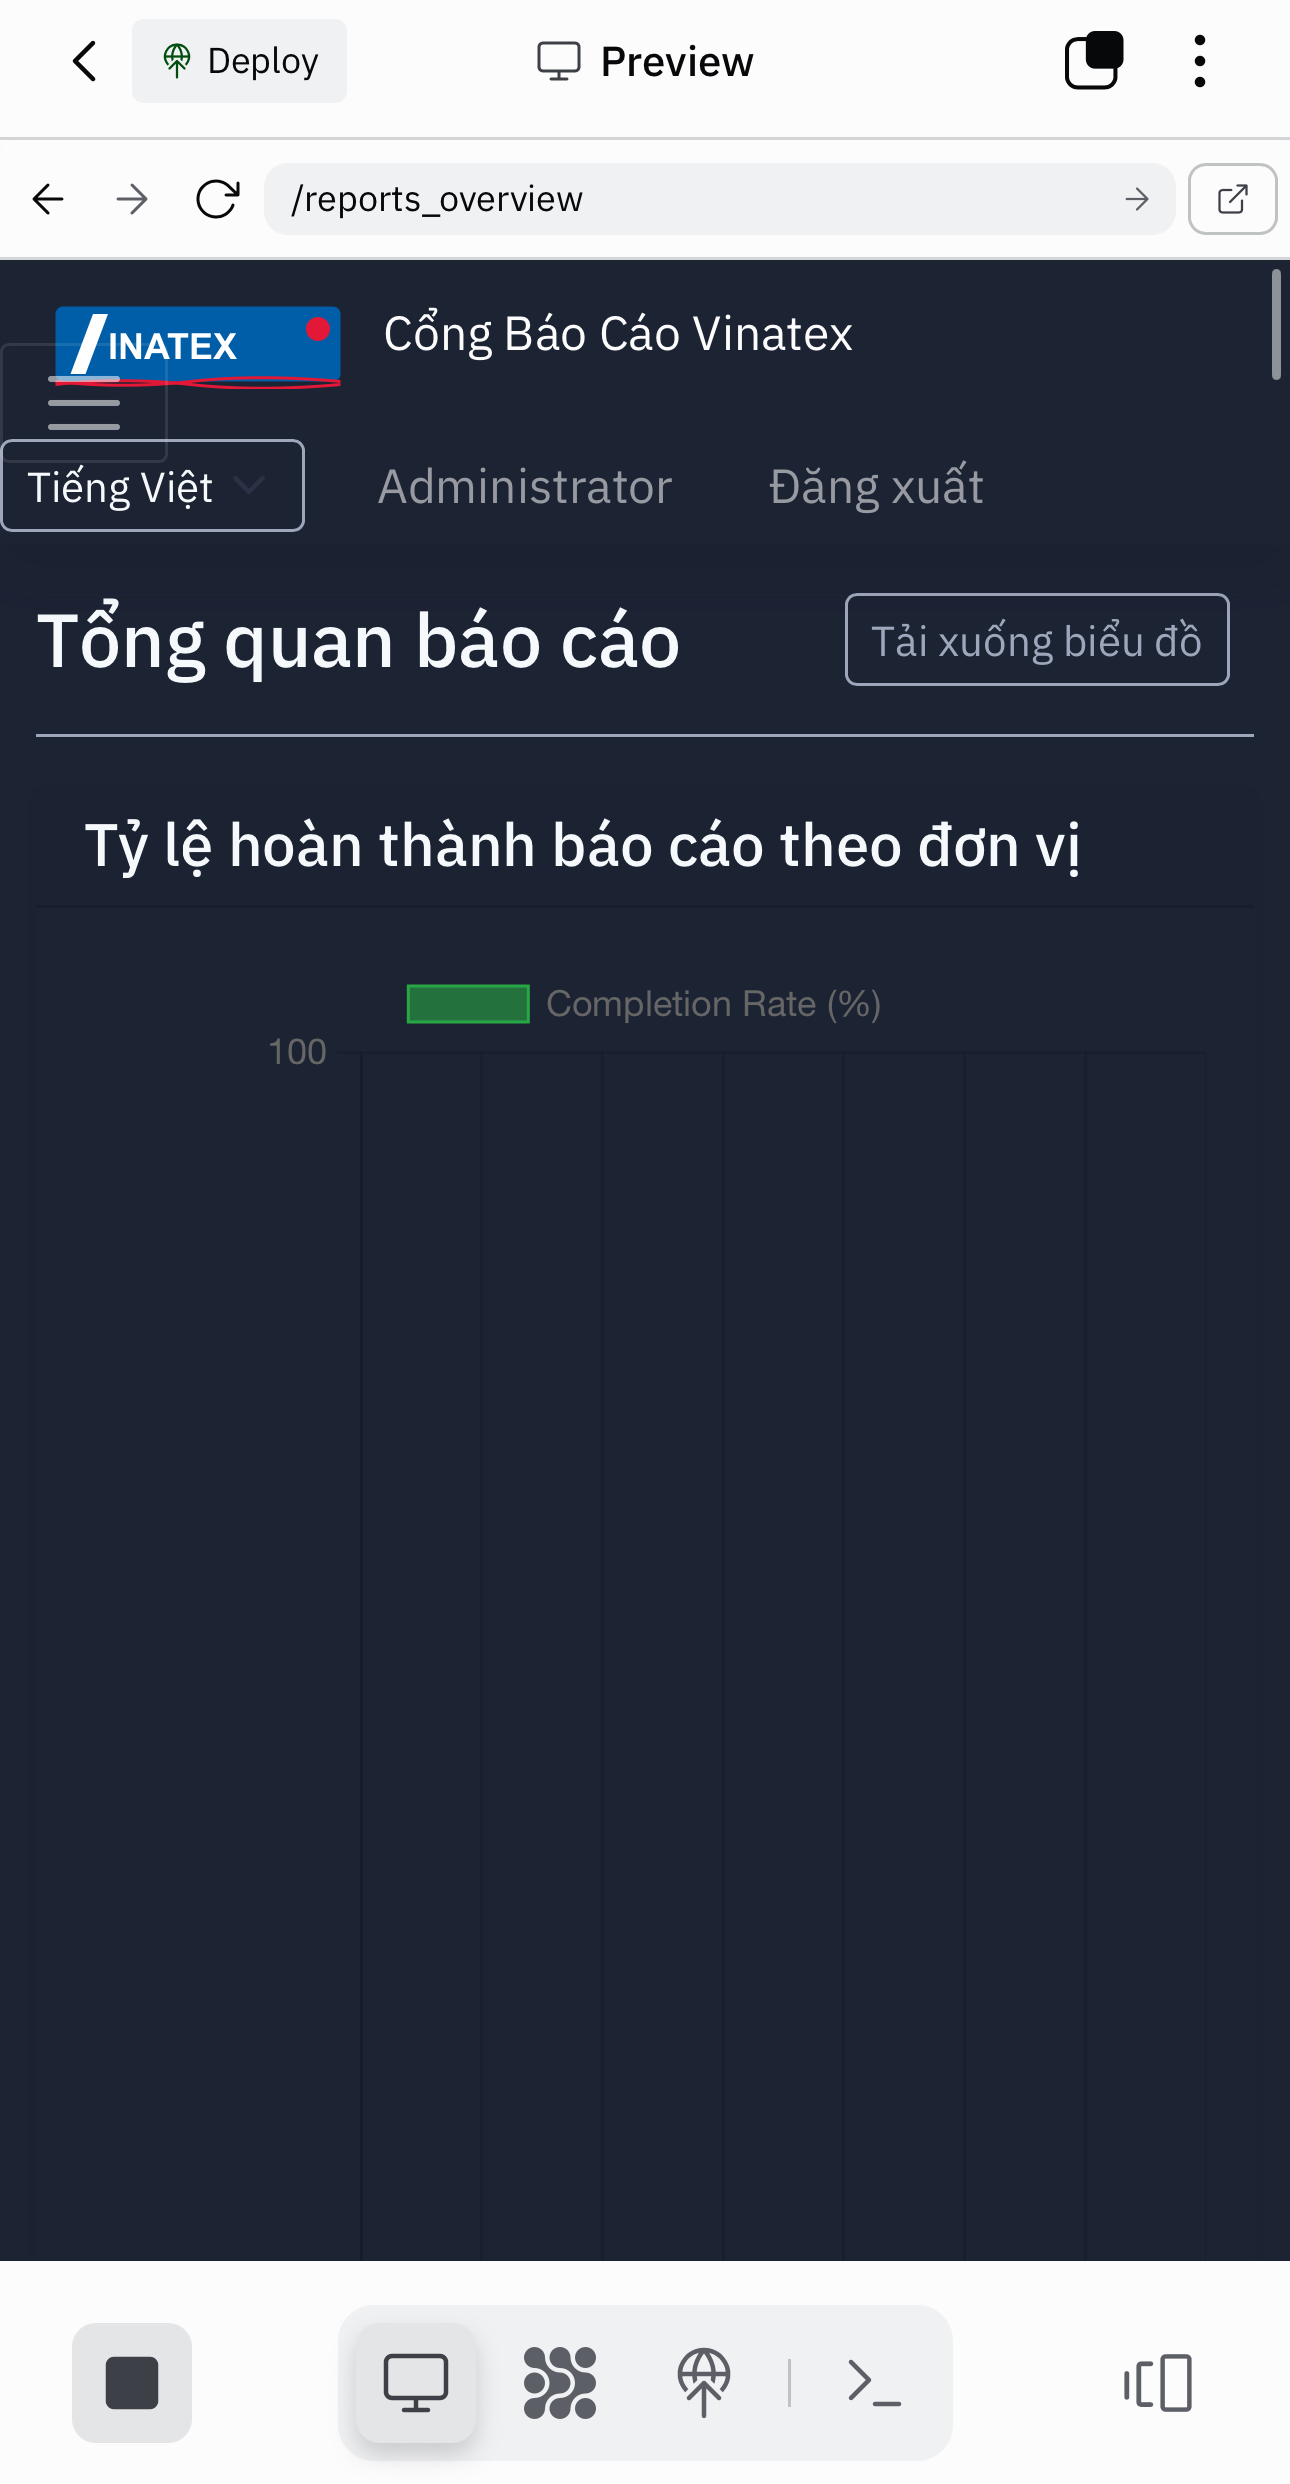 Deploy
Preview
/reports_overview
INATEX
Cổng Báo Cáo Vinatex
Tiếng Việt
Administrator
Đăng xuất
Tổng quan báo cáo
Tải xuống biểu đồ
Tỷ lệ hoàn thành báo cáo theo đơn vị
Completion Rate (%)
100